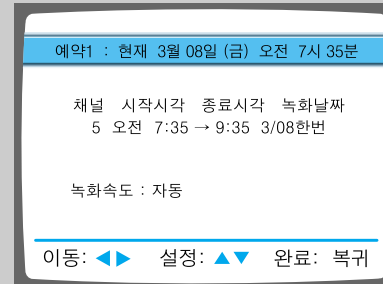 예약1 : 현재 3월 08일 (금) 오전 7시 35분
채널 시작시각 종료시각 녹화날짜
5 오전 7:35 → 9:35 3/08한번
녹화속도 : 자동
이동: ◀▶ 설정: ▲▼ 완료: 복귀